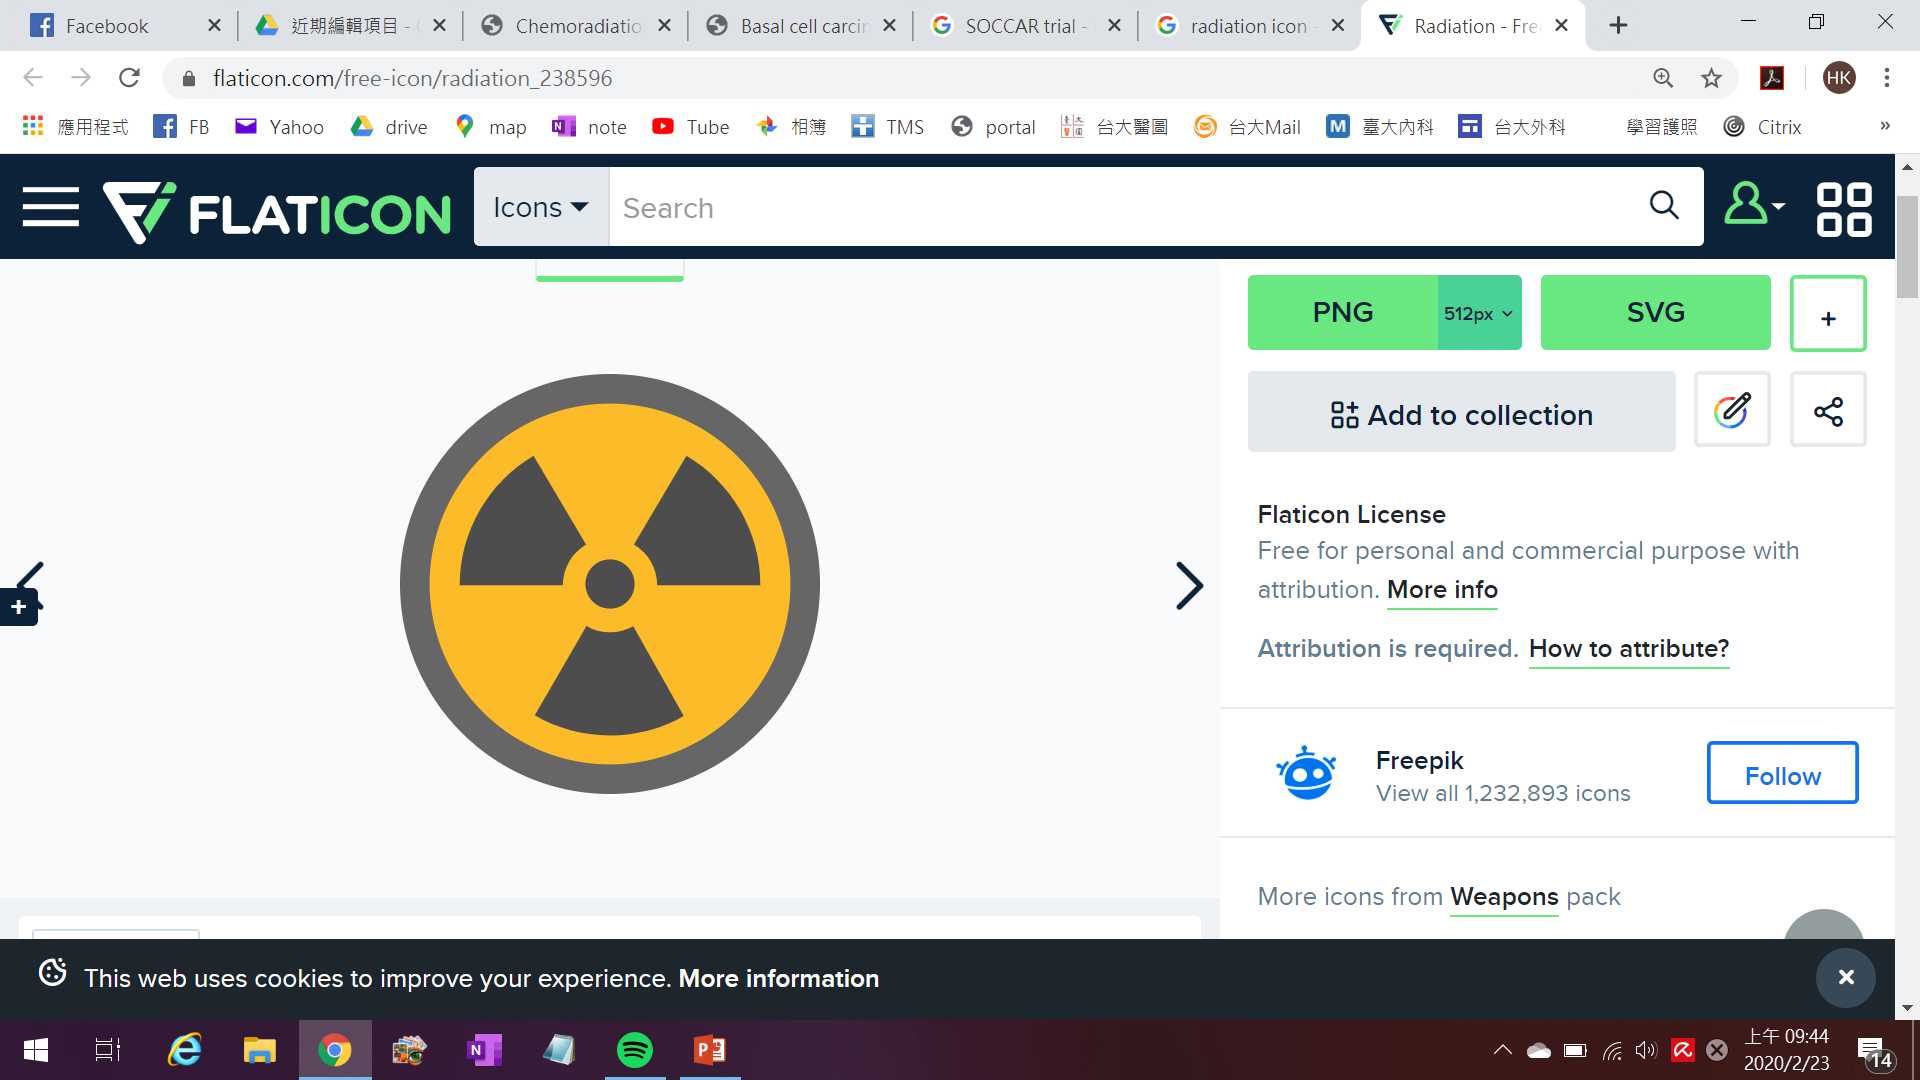 Facebook
近期編輯項目 -
Chemoradiatio
Basal cell carcin
SOCCAR trial -
radiation icon -
Radiation - Free
flaticon.com/free-icon/radiation_238596
HK
應用程式
FB
Yahoo
drive
map
note
Tube
相簿
TMS
portal
台大醫圖
台大Mail
臺大內科
台大外科
學習護照
Citrix
»
FLATICON
Icons
Search
PNG
512px
SVG
+
Add to collection
Flaticon License
Free for personal and commercial purpose with
attribution. More info
Attribution is required. How to attribute?
+
Freepik
View all 1,232,893 icons
Follow
More icons from Weapons pack
This web uses cookies to improve your experience. More information
上午 09:44
2020/2/23
14